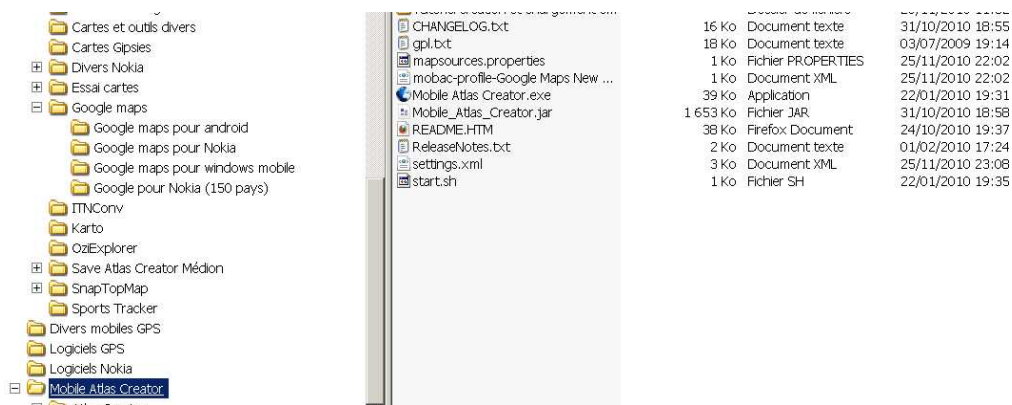 Cartes et outils divers
Cartes Gipsies
Divers Nokia
Essai cartes
Google maps
Google maps pour android
Google maps pour Nokia
Google maps pour windows mobile
Google pour Nokia (150 pays)
ITNConv
Karto
OziExplorer
Save Atlas Creator Médion
SnapTopMap
Sports Tracker
Divers mobiles GPS
Logiciels GPS
Logiciels Nokia
Mobile Atlas Creator
CHANGELOG.txt 16 Ko Document texte 31/10/2010 18:55
gpl.txt 18 Ko Document texte 03/07/2009 19:14
mapsources.properties 1 Ko Fichier PROPERTIES 25/11/2010 22:02
mobac-profile-Google Maps New ... 1 Ko Document XML 25/11/2010 22:02
Mobile Atlas Creator.exe 39 Ko Application 22/01/2010 19:31
Mobile_Atlas_Creator.jar 1 653 Ko Fichier JAR 31/10/2010 18:58
README.HTM 38 Ko Firefox Document 24/10/2010 19:37
ReleaseNotes.txt 2 Ko Document texte 01/02/2010 17:24
settings.xml 3 Ko Document XML 25/11/2010 23:08
start.sh 1 Ko Fichier SH 22/01/2010 19:35